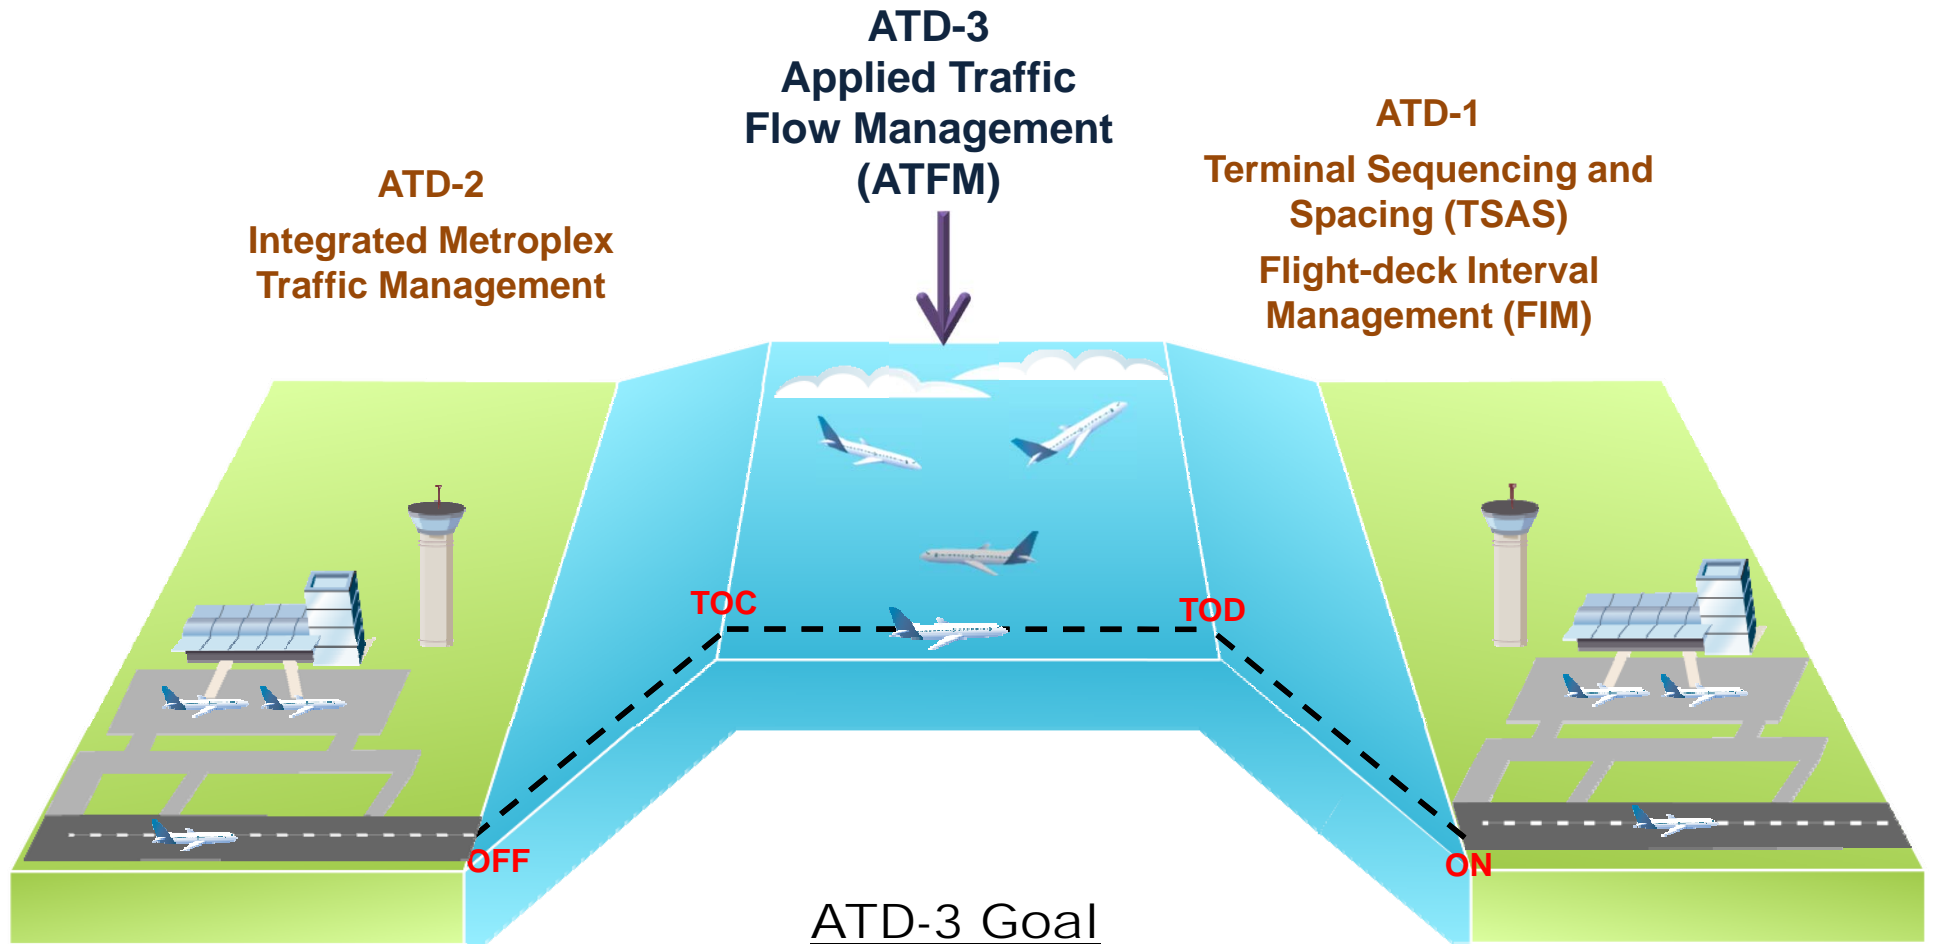 ATD-3
Applied Traffic
Flow Management
(ATFM)
ATD-2
Integrated Metroplex
Traffic Management
ATD-1
Terminal Sequencing and
Spacing (TSAS)
Flight-deck Interval
Management (FIM)
TOC
TOD
OFF
ON
ATD-3 Goal